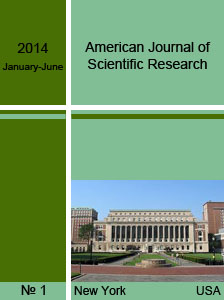 2014
January-June
American Journal of
Scientific Research
№ 1
New York
USA